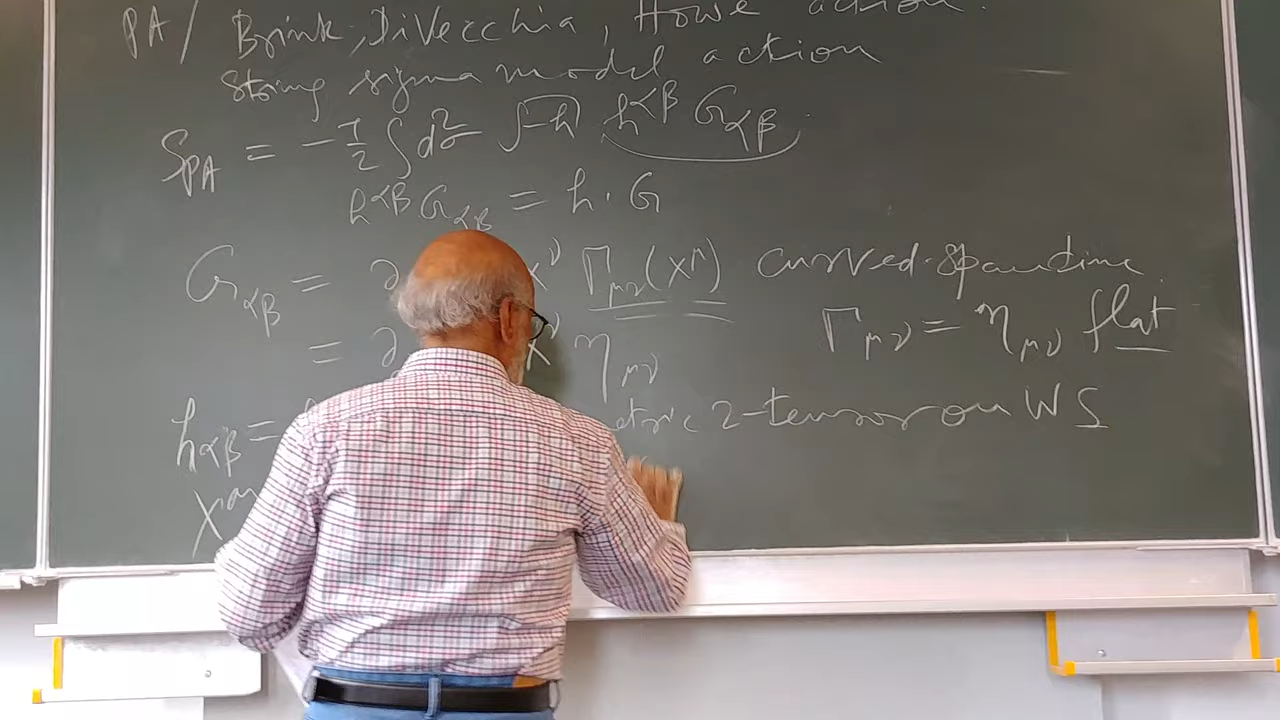 PA / Brink, DiVecchia, Howe action.
string sigma model action
S_PA = - T/2 ∫ d²σ √-h h^αβ G_αβ
h^αβ G_αβ = h . G
G_αβ = ∂ X^ν Γ_μν (X^μ) curved
= ∂ X^ν η_μν Γ_μν = η_μν flat
h_αβ = 2-tensor on WS
X^μ